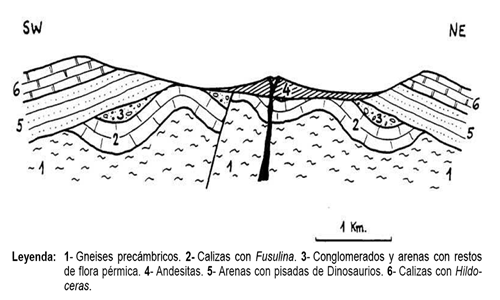 SW NE
6 5 1 2 3 1 4 2 3 1 5 6
1 Km.
Leyenda: 1- Gneises precámbricos. 2- Calizas con Fusulina. 3- Conglomerados y arenas con restos
de flora pérmica. 4- Andesitas. 5- Arenas con pisadas de Dinosaurios. 6- Calizas con Hildo-
ceras.